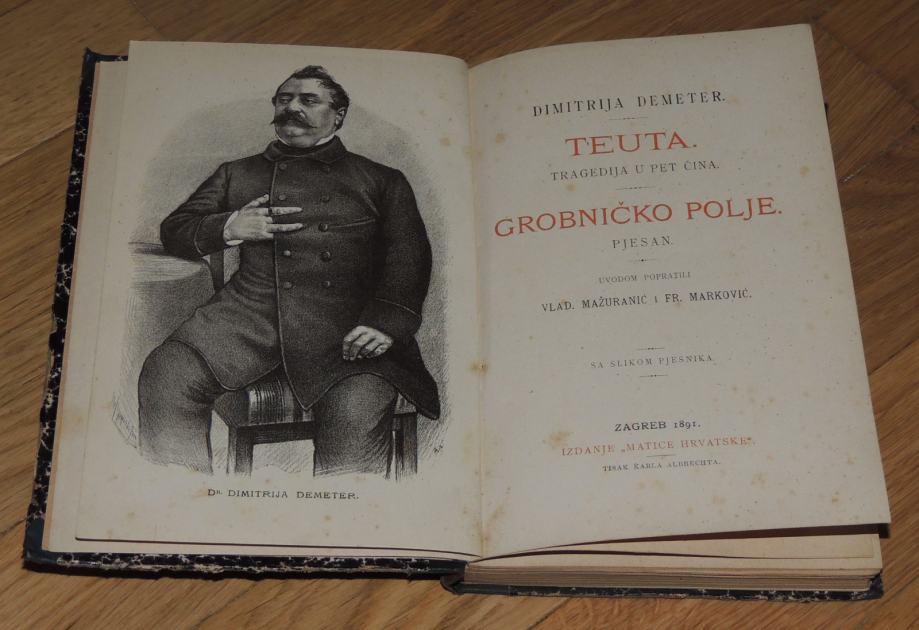 Dr. DIMITRIJA DEMETER.
DIMITRIJA DEMETER.
TEUTA.
TRAGEDIJA U PET ČINA.
GROBNIČKO POLJE.
PJESAN.
UVODOM POPRATILI
VLAD. MAŽURANIĆ i FR. MARKOVIĆ.
SA SLIKOM PJESNIKA.
ZAGREB 1891.
IZDANJE „MATICE HRVATSKE“.
TISAK KARLA ALBRECHTA.